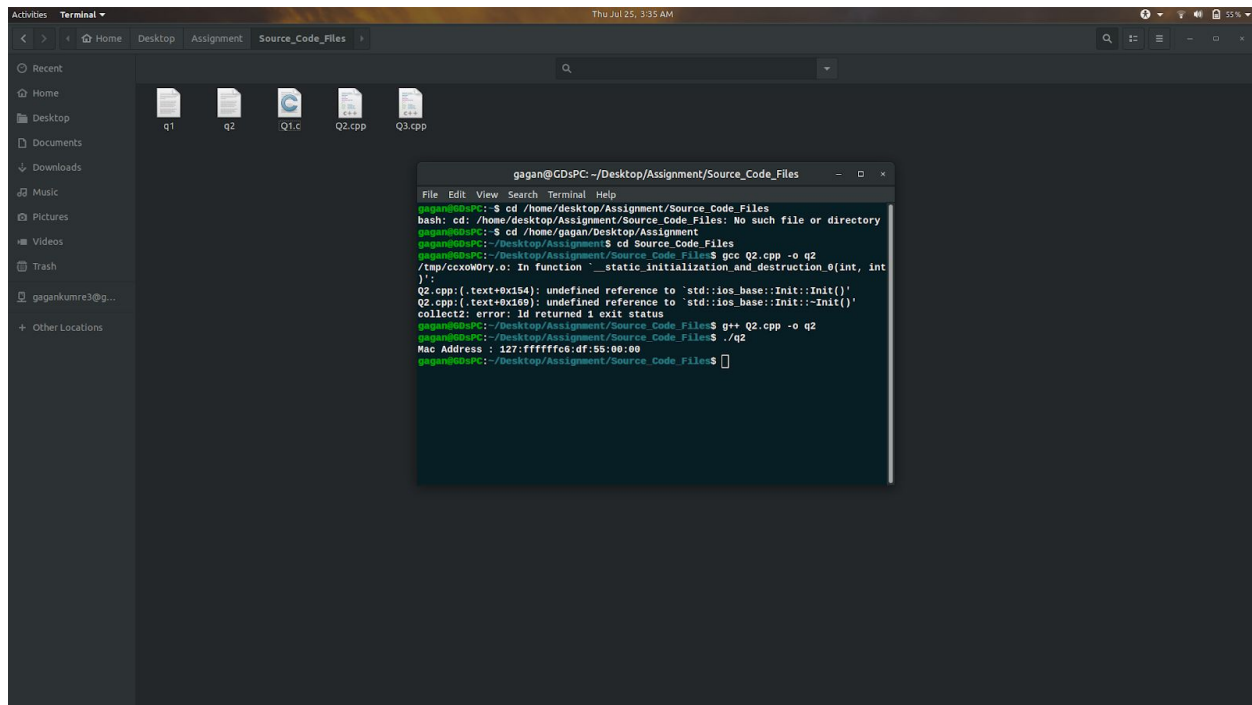 Activities Terminal Thu Jul 25, 3:35 AM 55 %
Home Desktop Assignment Source_Code_Files
Recent
Home
Desktop
Documents
Downloads
Music
Pictures
Videos
Trash
gagankumre3@g...
+ Other Locations
q1 q2 Q1.c Q2.cpp Q3.cpp
gagan@GDsPC: ~/Desktop/Assignment/Source_Code_Files
File Edit View Search Terminal Help
gagan@GDsPC:~$ cd /home/desktop/Assignment/Source_Code_Files
bash: cd: /home/desktop/Assignment/Source_Code_Files: No such file or directory
gagan@GDsPC:~$ cd /home/gagan/Desktop/Assignment
gagan@GDsPC:~/Desktop/Assignment$ cd Source_Code_Files
gagan@GDsPC:~/Desktop/Assignment/Source_Code_Files$ gcc Q2.cpp -o q2
/tmp/ccxoWOry.o: In function `__static_initialization_and_destruction_0(int, int
)':
Q2.cpp:(.text+0x154): undefined reference to `std::ios_base::Init::Init()'
Q2.cpp:(.text+0x169): undefined reference to `std::ios_base::Init::~Init()'
collect2: error: ld returned 1 exit status
gagan@GDsPC:~/Desktop/Assignment/Source_Code_Files$ g++ Q2.cpp -o q2
gagan@GDsPC:~/Desktop/Assignment/Source_Code_Files$ ./q2
Mac Address : 127:ffffffc6:df:55:00:00
gagan@GDsPC:~/Desktop/Assignment/Source_Code_Files$